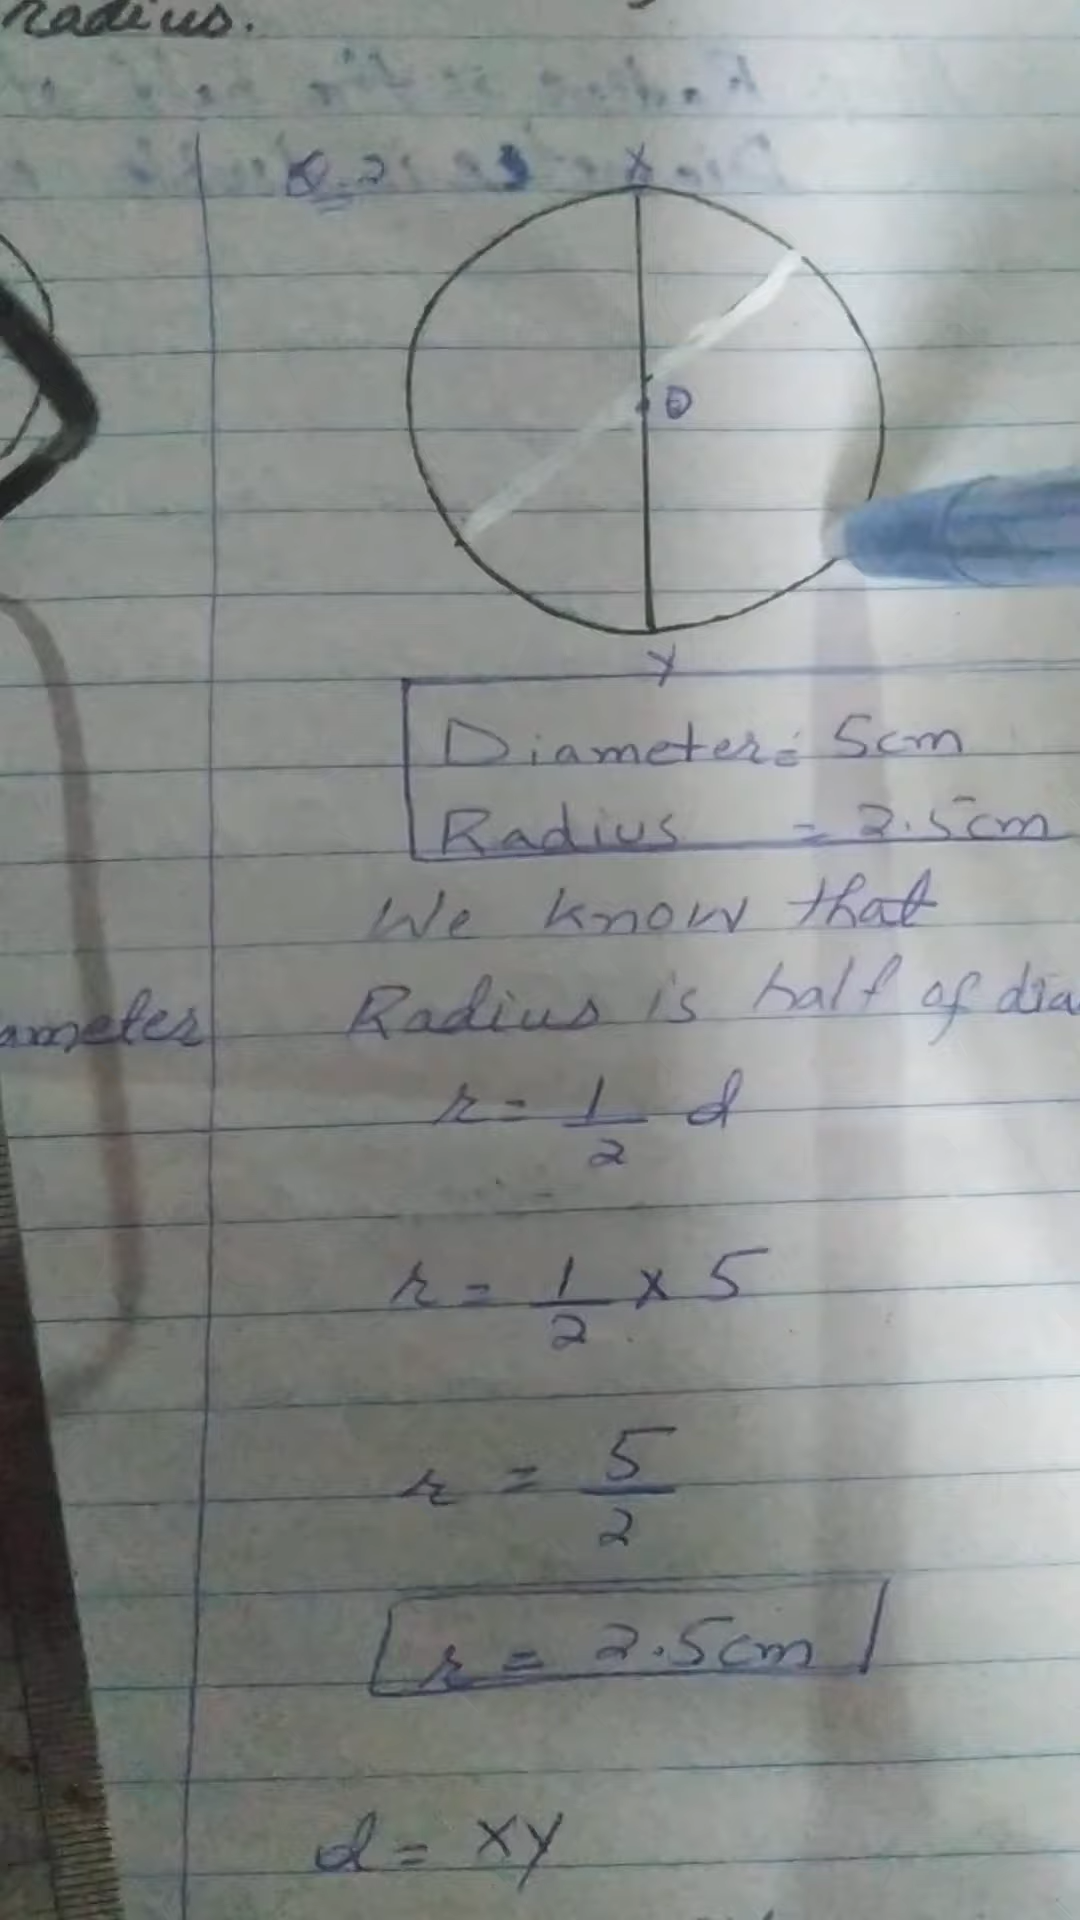 radius.
Q.2
X
O
Y
Diameter = 5cm
Radius = 2.5cm
We know that
ameter
Radius is half of dia
r = 1/2 d
r = 1/2 × 5
r = 5/2
r = 2.5cm
d = XY